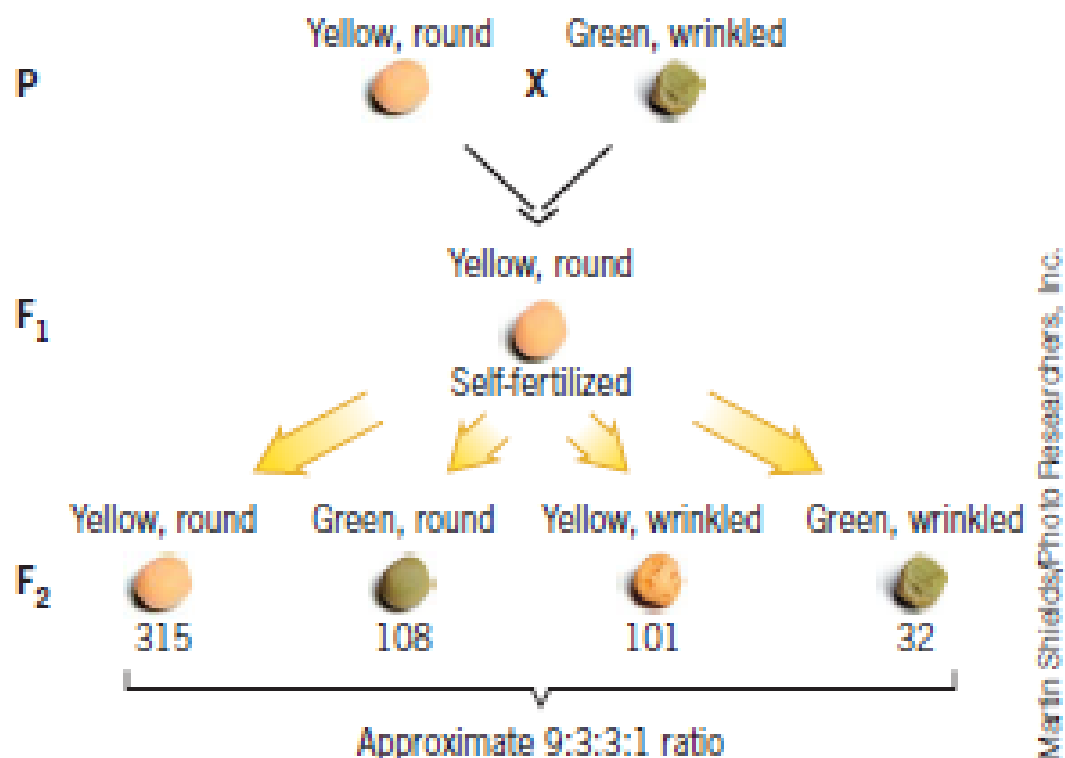 Yellow, round Green, wrinkled
P X
Yellow, round
F₁
Self-fertilized
Yellow, round Green, round Yellow, wrinkled Green, wrinkled
F₂
315 108 101 32
Approximate 9:3:3:1 ratio
Martin Shields/Photo Researchers, Inc.